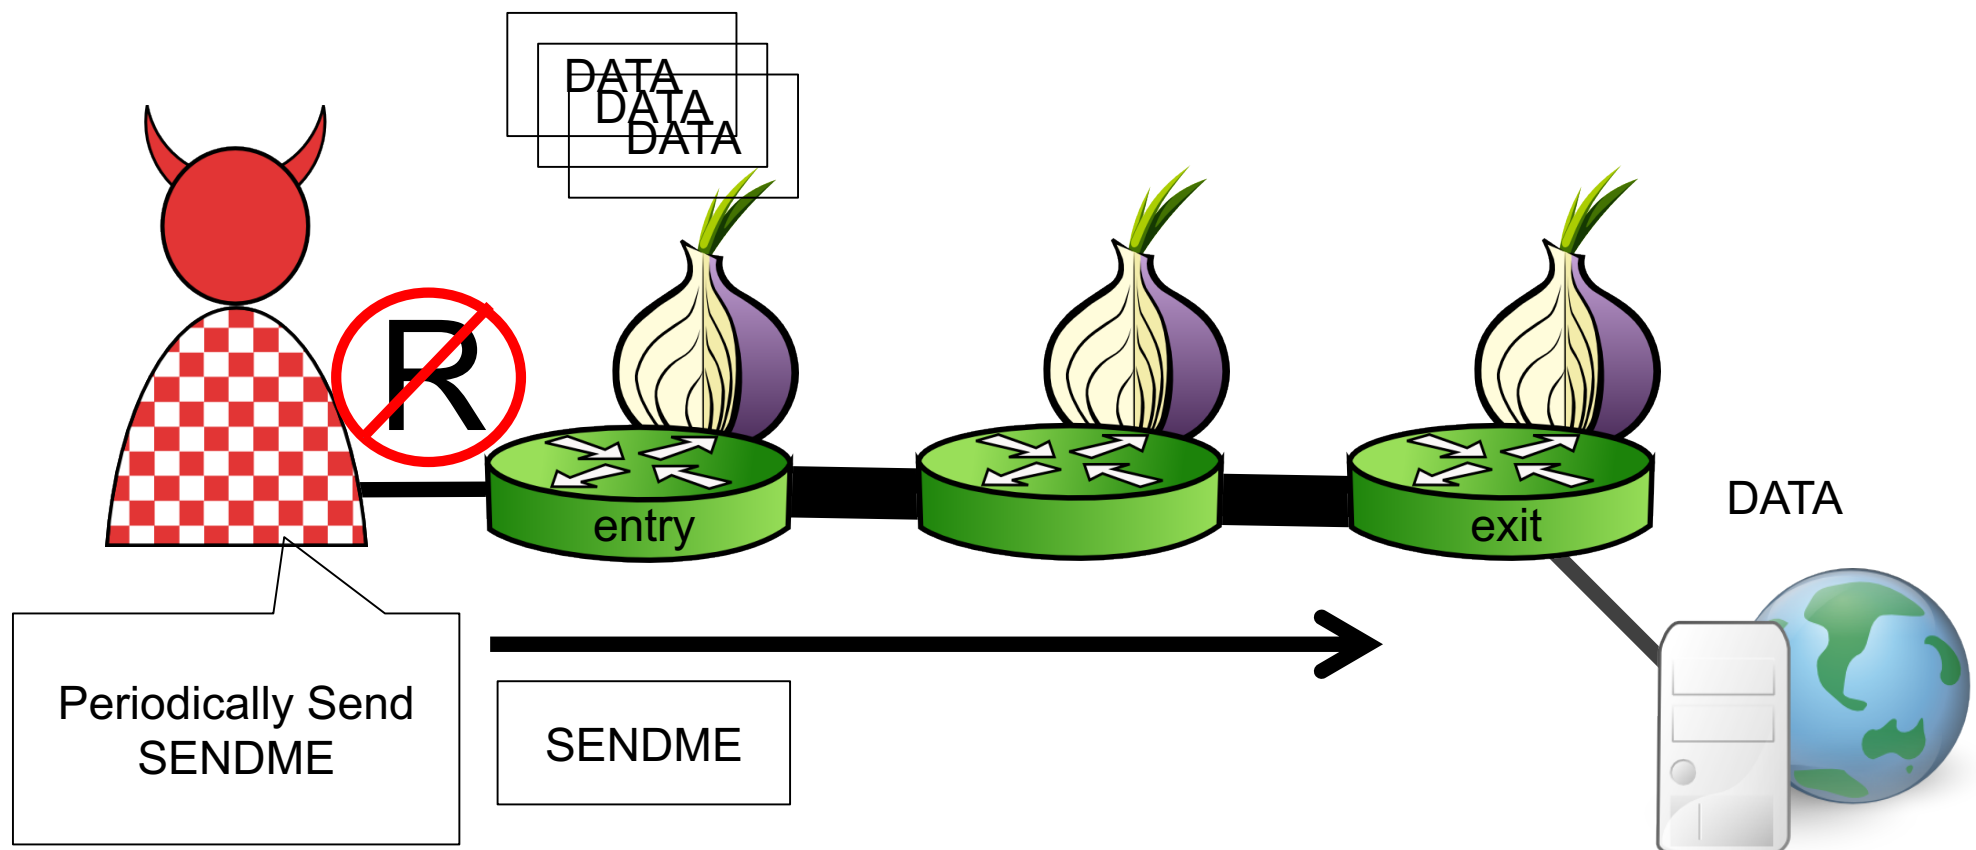 DATA
DATA
DATA
R
entry
exit
DATA
Periodically Send
SENDME
SENDME